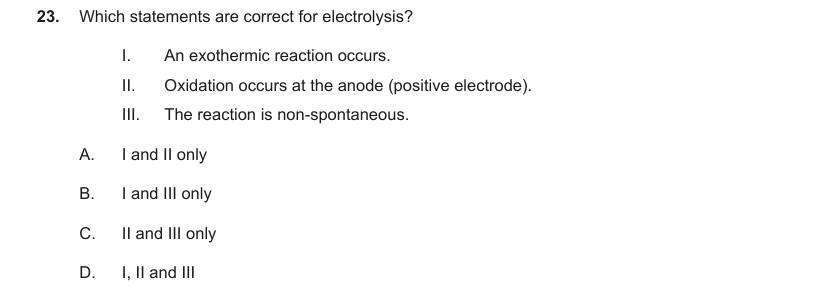 23. Which statements are correct for electrolysis?
I. An exothermic reaction occurs.
II. Oxidation occurs at the anode (positive electrode).
III. The reaction is non-spontaneous.
A. I and II only
B. I and III only
C. II and III only
D. I, II and III